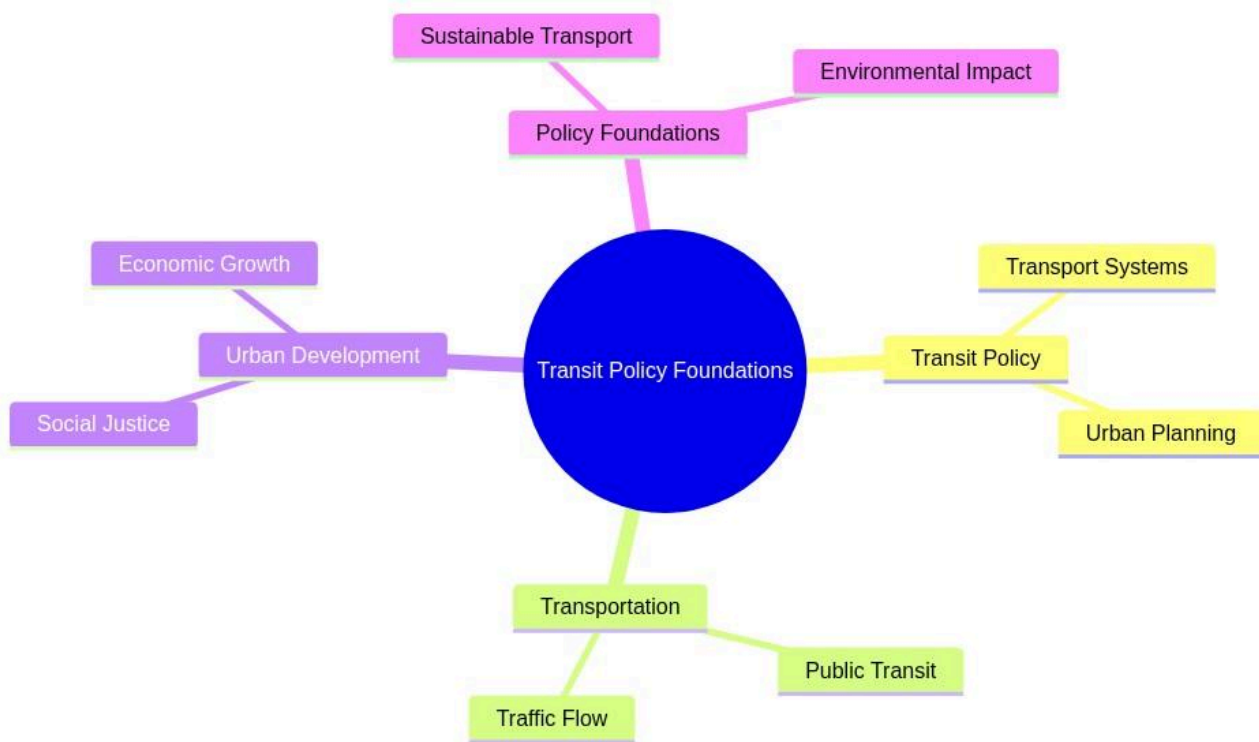 Sustainable Transport
Environmental Impact
Policy Foundations
Economic Growth
Transport Systems
Urban Development
Transit Policy Foundations
Transit Policy
Social Justice
Urban Planning
Transportation
Public Transit
Traffic Flow